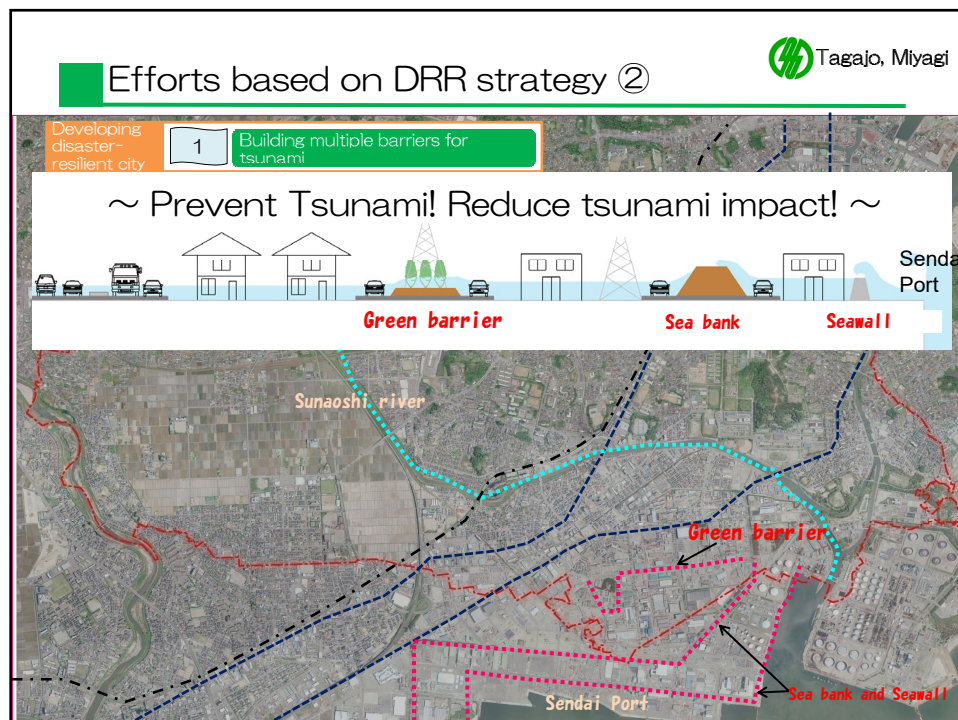 Efforts based on DRR strategy ②
Tagajo, Miyagi
Developing
disaster-
resilient city
1
Building multiple barriers for
tsunami
～ Prevent Tsunami! Reduce tsunami impact! ～
Senda
Port
Green barrier
Sea bank
Seawall
Sunaoshi river
Green barrier
Sea bank and Seawall
Sendai Port